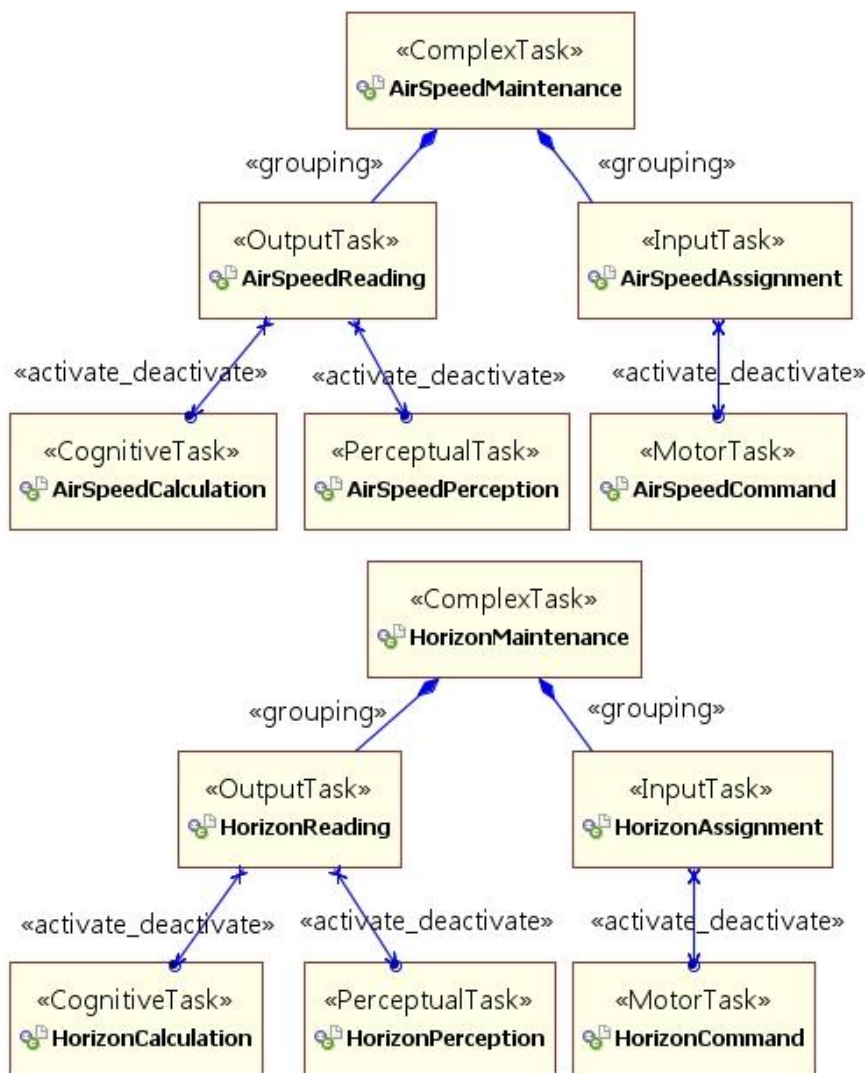 «ComplexTask»
AirSpeedMaintenance
«grouping»
«grouping»
«OutputTask»
AirSpeedReading
«InputTask»
AirSpeedAssignment
«activate_deactivate»
«activate_deactivate»
«activate_deactivate»
«CognitiveTask»
AirSpeedCalculation
«PerceptualTask»
AirSpeedPerception
«MotorTask»
AirSpeedCommand
«ComplexTask»
HorizonMaintenance
«grouping»
«grouping»
«OutputTask»
HorizonReading
«InputTask»
HorizonAssignment
«activate_deactivate»
«activate_deactivate»
«activate_deactivate»
«CognitiveTask»
HorizonCalculation
«PerceptualTask»
HorizonPerception
«MotorTask»
HorizonCommand